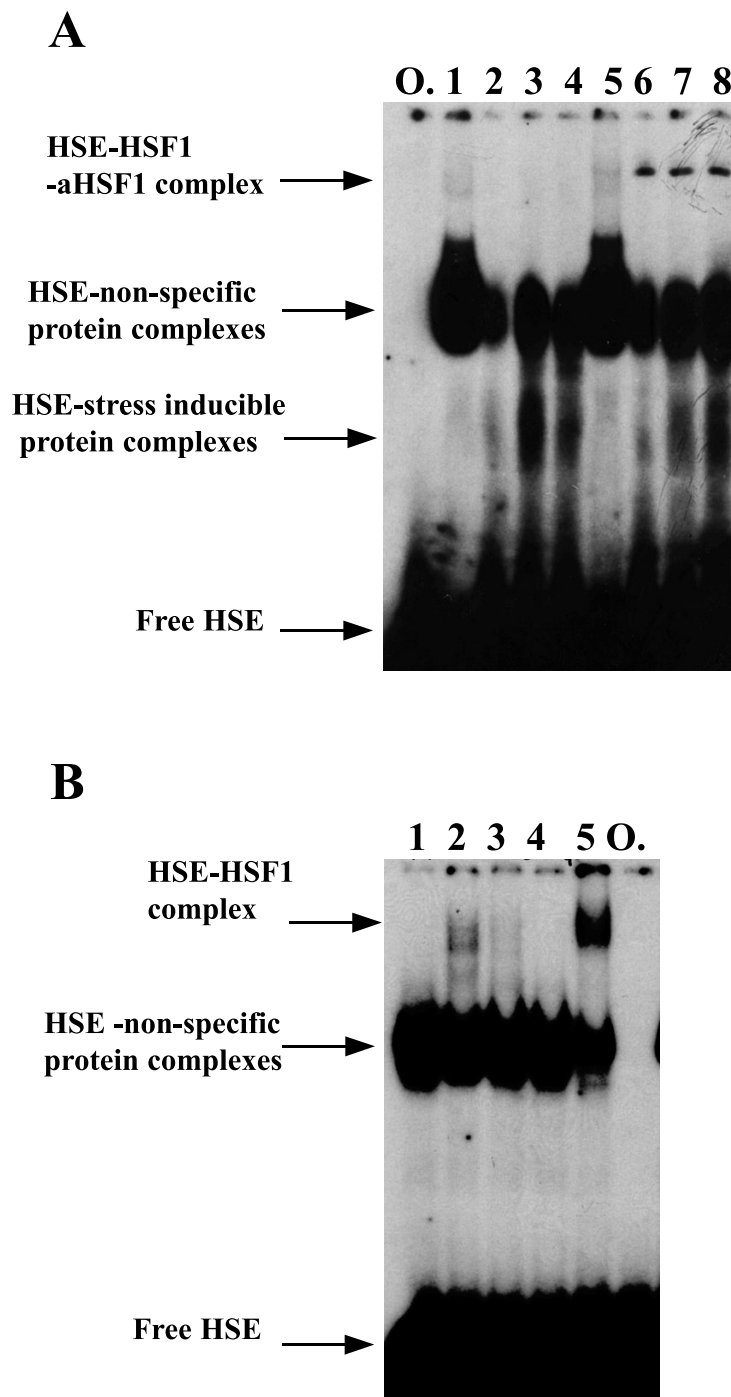 A
O. 1 2 3 4 5 6 7 8
HSE-HSF1
-aHSF1 complex
HSE-non-specific
protein complexes
HSE-stress inducible
protein complexes
Free HSE
B
1 2 3 4 5 O.
HSE-HSF1
complex
HSE -non-specific
protein complexes
Free HSE